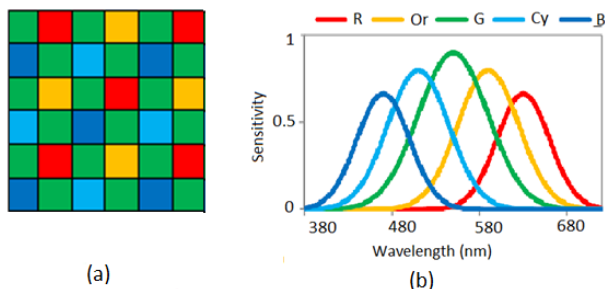 R Or G Cy B
1
0.5
0
Sensitivity
380 480 580 680
Wavelength (nm)
(a)
(b)